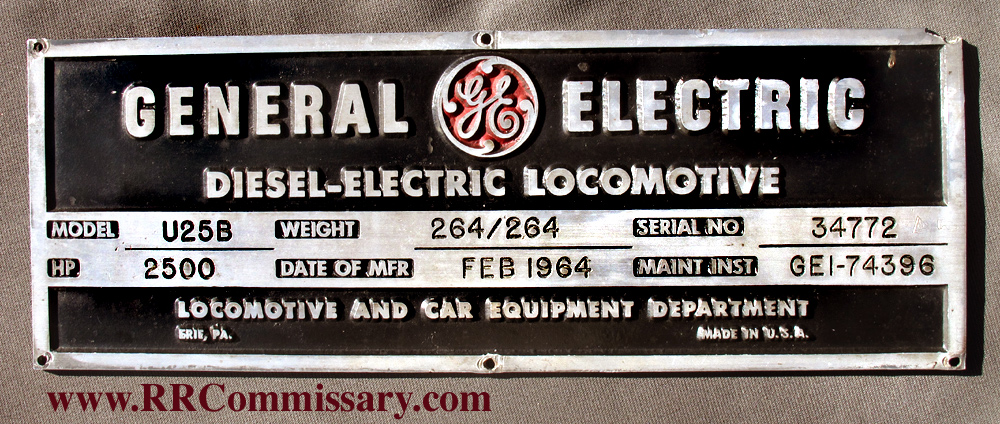 GENERAL GE ELECTRIC
DIESEL-ELECTRIC LOCOMOTIVE
MODEL U25B WEIGHT 264/264 SERIAL NO 34772
HP. 2500 DATE OF MFR FEB 1964 MAINT INST. GEI-74396
LOCOMOTIVE AND CAR EQUIPMENT DEPARTMENT
ERIE, PA. MADE IN U.S.A.
www.RRCommissary.com